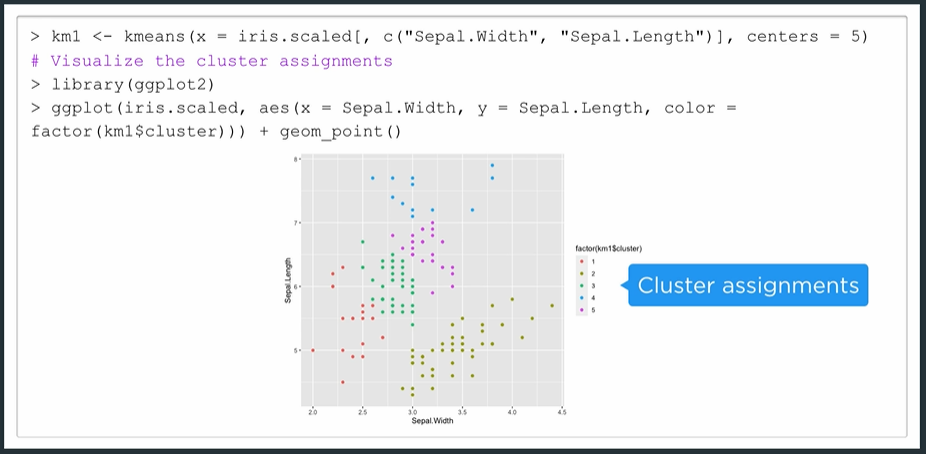 > km1 <- kmeans(x = iris.scaled[, c("Sepal.Width", "Sepal.Length")], centers = 5)
# Visualize the cluster assignments
> library(ggplot2)
> ggplot(iris.scaled, aes(x = Sepal.Width, y = Sepal.Length, color =
factor(km1$cluster))) + geom_point()
8
7
6
5
Sepal.Length
2.0 2.5 3.0 3.5 4.0 4.5
Sepal.Width
factor(km1$cluster)
1
2
3
4
5
Cluster assignments